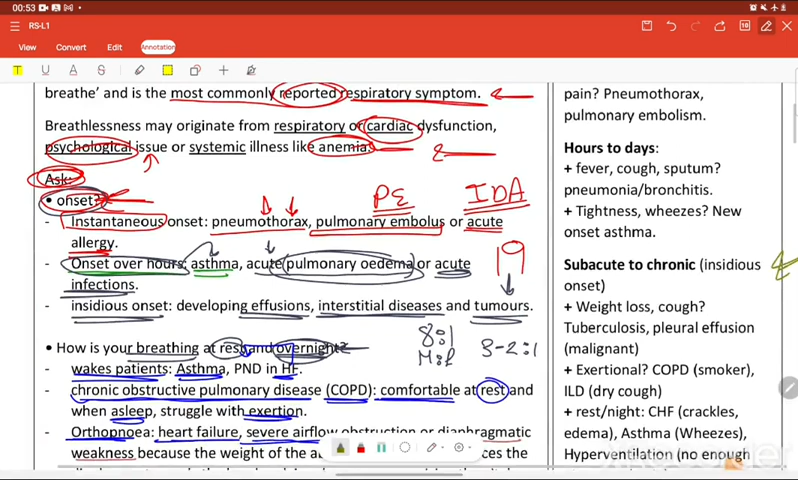 00:53
RS-L1
View Convert Edit Annotation
breathe' and is the most commonly reported respiratory symptom.
Breathlessness may originate from respiratory or cardiac dysfunction,
psychological issue or systemic illness like anemia.
Ask:
• onset?
PE IDA
- Instantaneous onset: pneumothorax, pulmonary embolus or acute
allergy.
19
- Onset over hours: asthma, acute pulmonary oedema or acute
infections.
- insidious onset: developing effusions, interstitial diseases and tumours.
8:1
M:f
3-2:1
• How is your breathing at rest and overnight?
- wakes patients: Asthma, PND in HF.
- chronic obstructive pulmonary disease (COPD): comfortable at rest and
when asleep, struggle with exertion.
- Orthopnoea: heart failure, severe airflow obstruction or diaphragmatic
weakness because the weight of the
pain? Pneumothorax,
pulmonary embolism.
Hours to days:
+ fever, cough, sputum?
pneumonia/bronchitis.
+ Tightness, wheezes? New
onset asthma.
Subacute to chronic (insidious
onset)
+ Weight loss, cough?
Tuberculosis, pleural effusion
(malignant)
+ Exertional? COPD (smoker),
ILD (dry cough)
+ rest/night: CHF (crackles,
edema), Asthma (Wheezes),
Hyperventilation (no enough